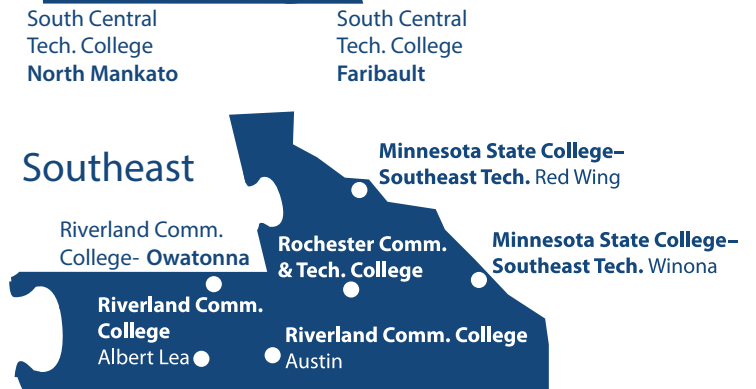 South Central
Tech. College
North Mankato
South Central
Tech. College
Faribault
Southeast
Minnesota State College–
Southeast Tech. Red Wing
Riverland Comm.
College- Owatonna
Rochester Comm.
& Tech. College
Minnesota State College–
Southeast Tech. Winona
Riverland Comm.
College
Albert Lea
Riverland Comm. College
Austin